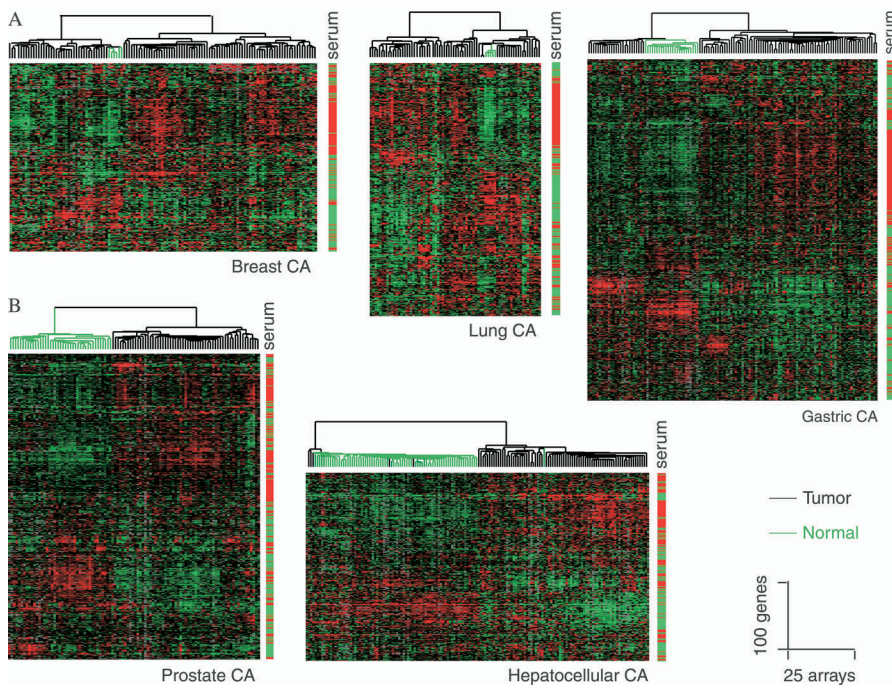 A
serum
serum
serum
Breast CA
Lung CA
Gastric CA
B
serum
serum
Prostate CA
Hepatocellular CA
Tumor
Normal
100 genes
25 arrays